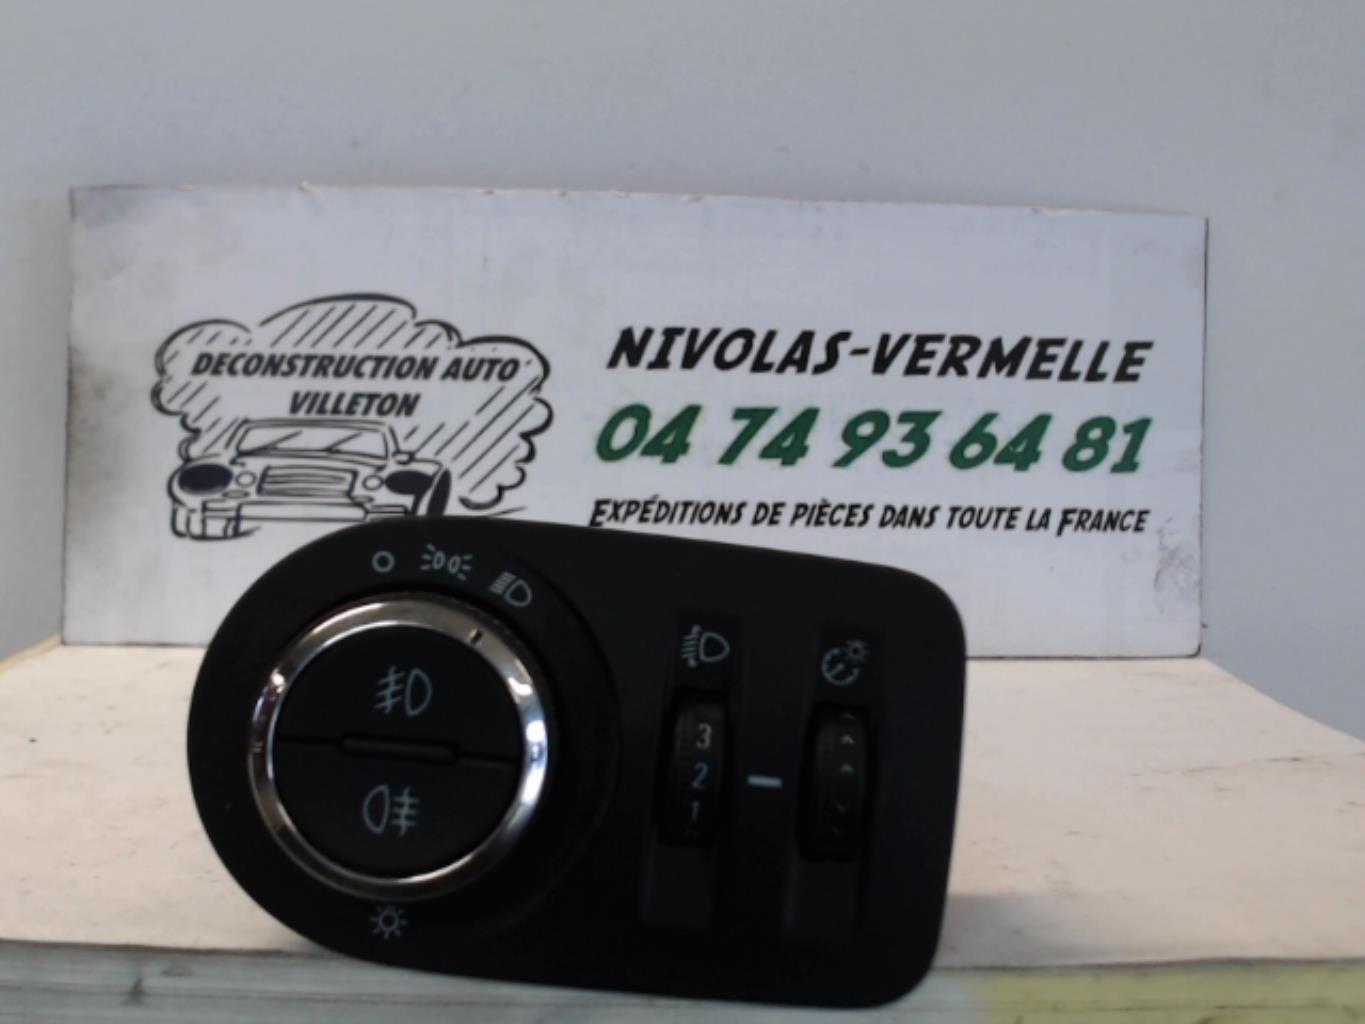 DECONSTRUCTION AUTO
VILLETON
NIVOLAS-VERMELLE
04 74 93 64 81
EXPÉDITIONS DE PIÈCES DANS TOUTE LA FRANCE
3
2
1